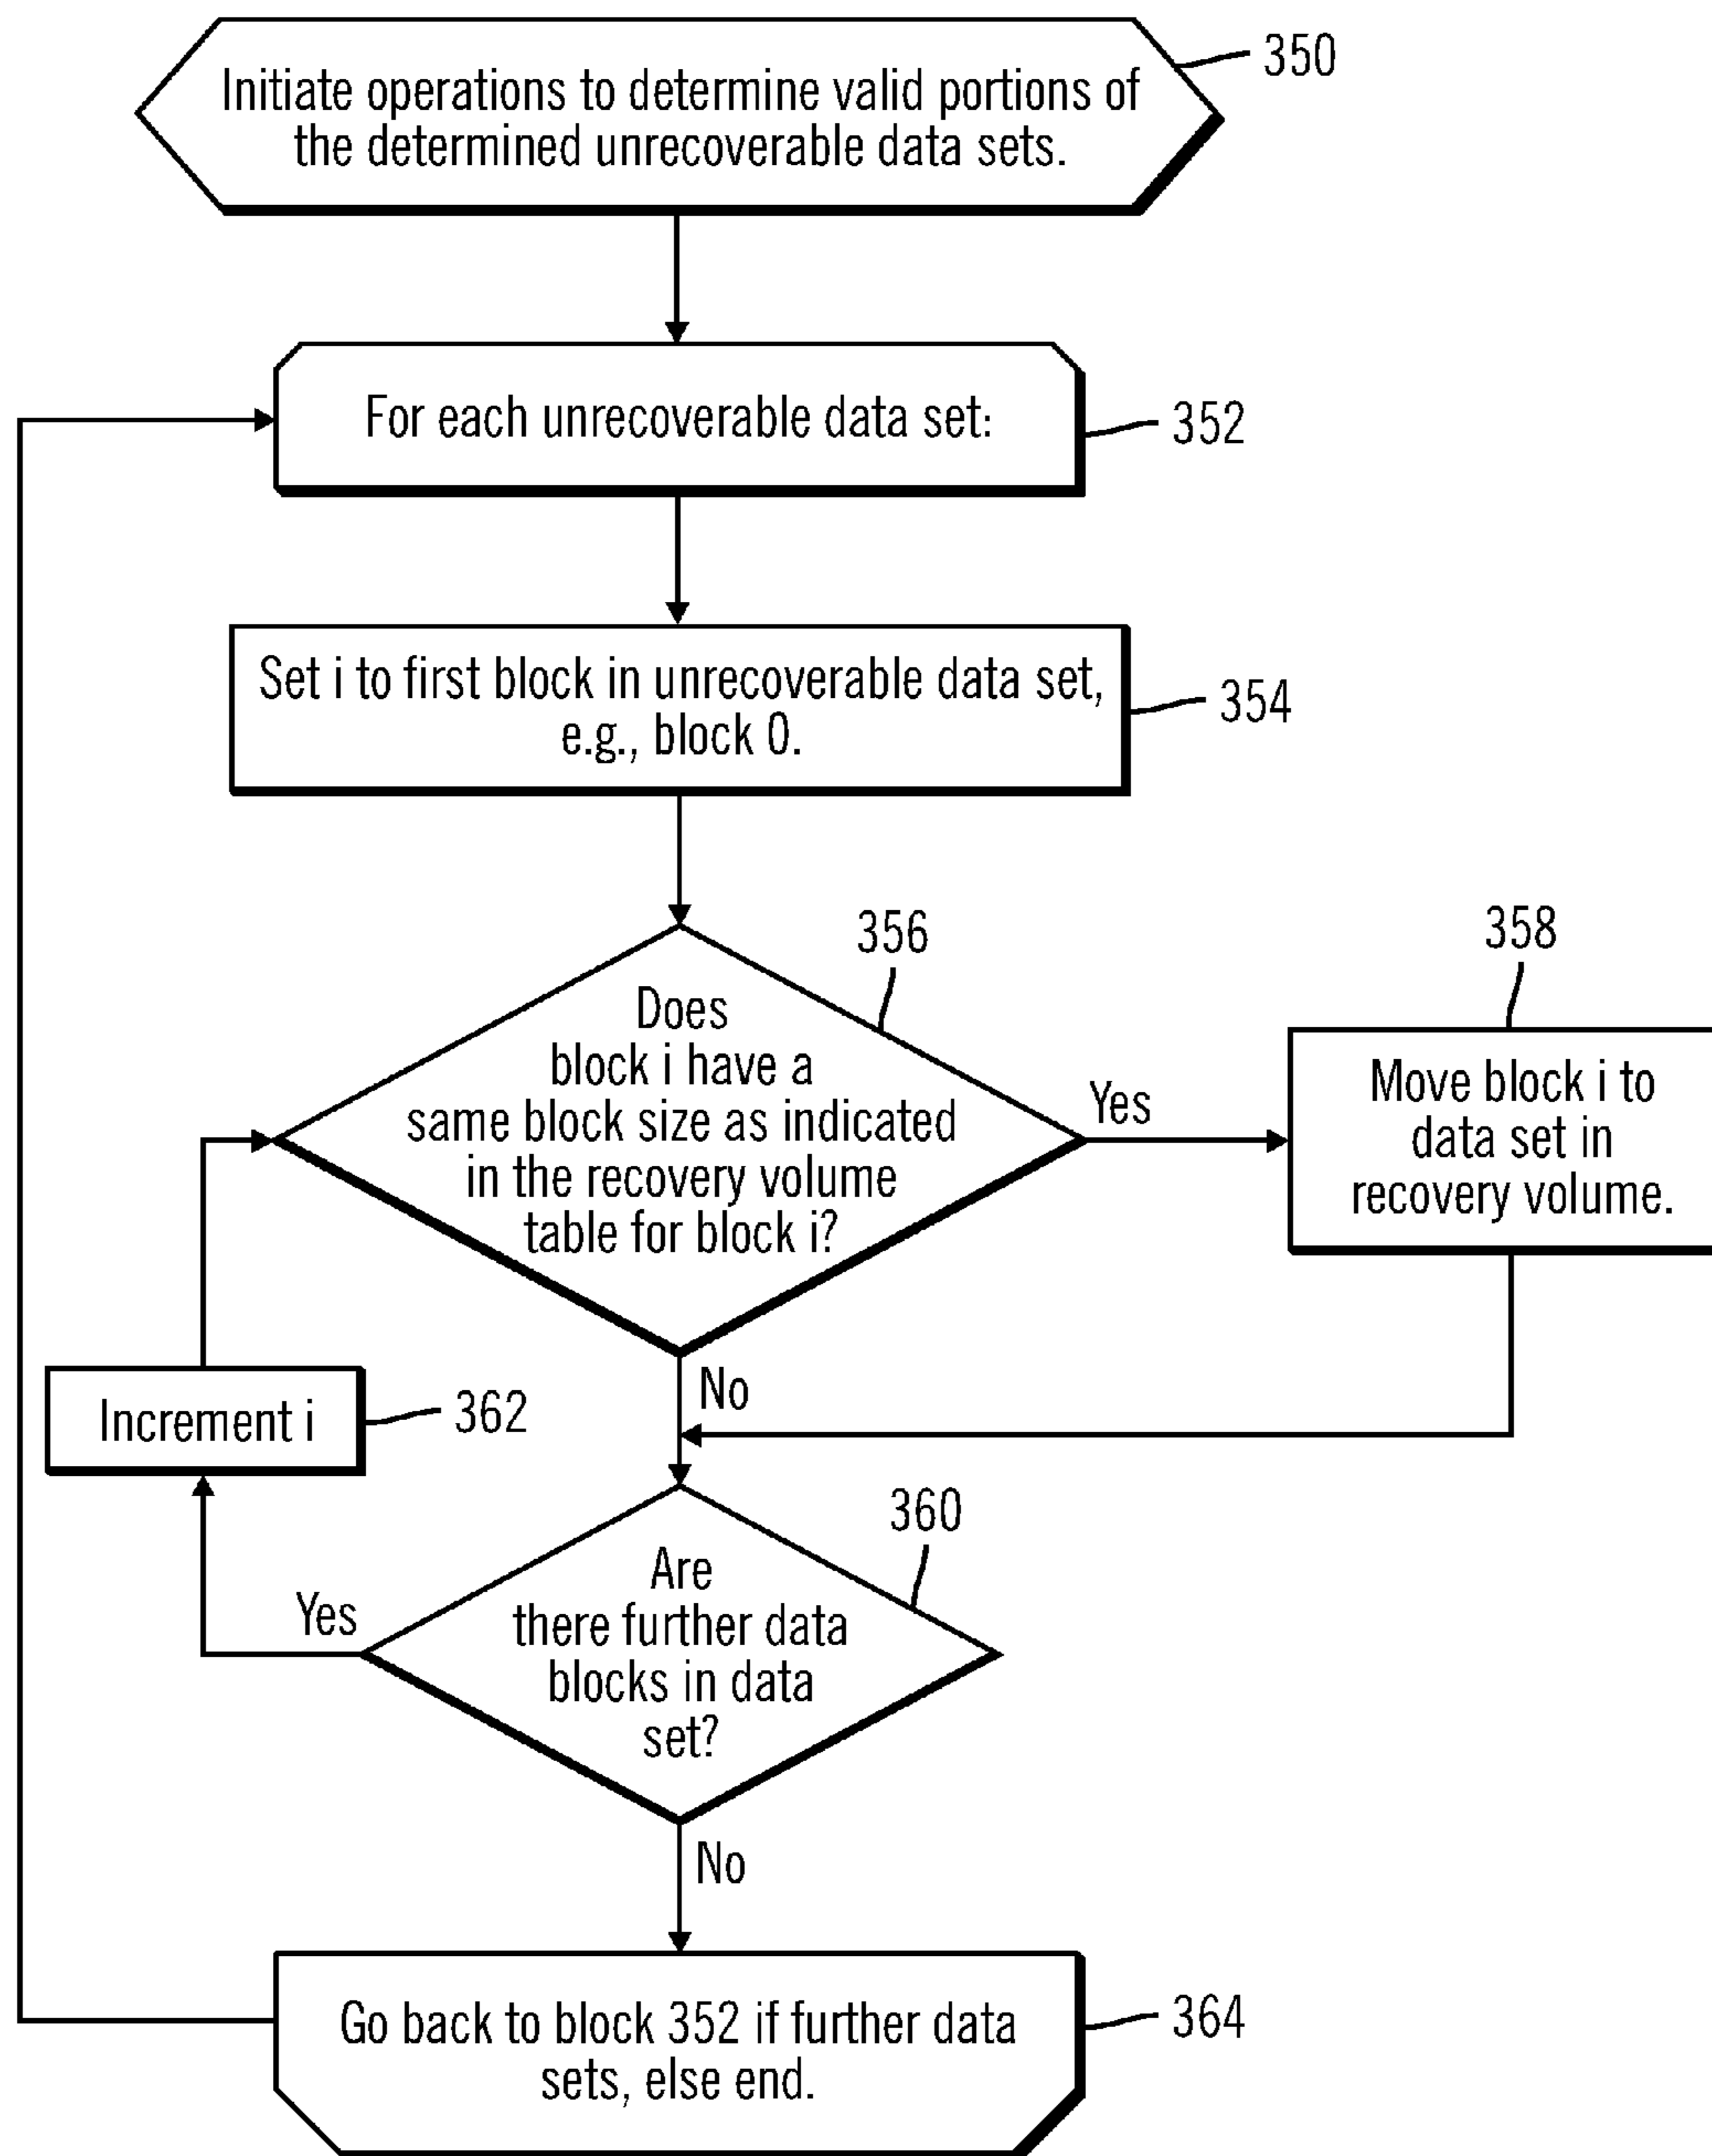 Initiate operations to determine valid portions of
the determined unrecoverable data sets.
350
For each unrecoverable data set:
352
Set i to first block in unrecoverable data set,
e.g., block 0.
354
356
Does
block i have a
same block size as indicated
in the recovery volume
table for block i?
Yes
358
Move block i to
data set in
recovery volume.
No
Increment i
362
360
Are
there further data
blocks in data
set?
Yes
No
Go back to block 352 if further data
sets, else end.
364